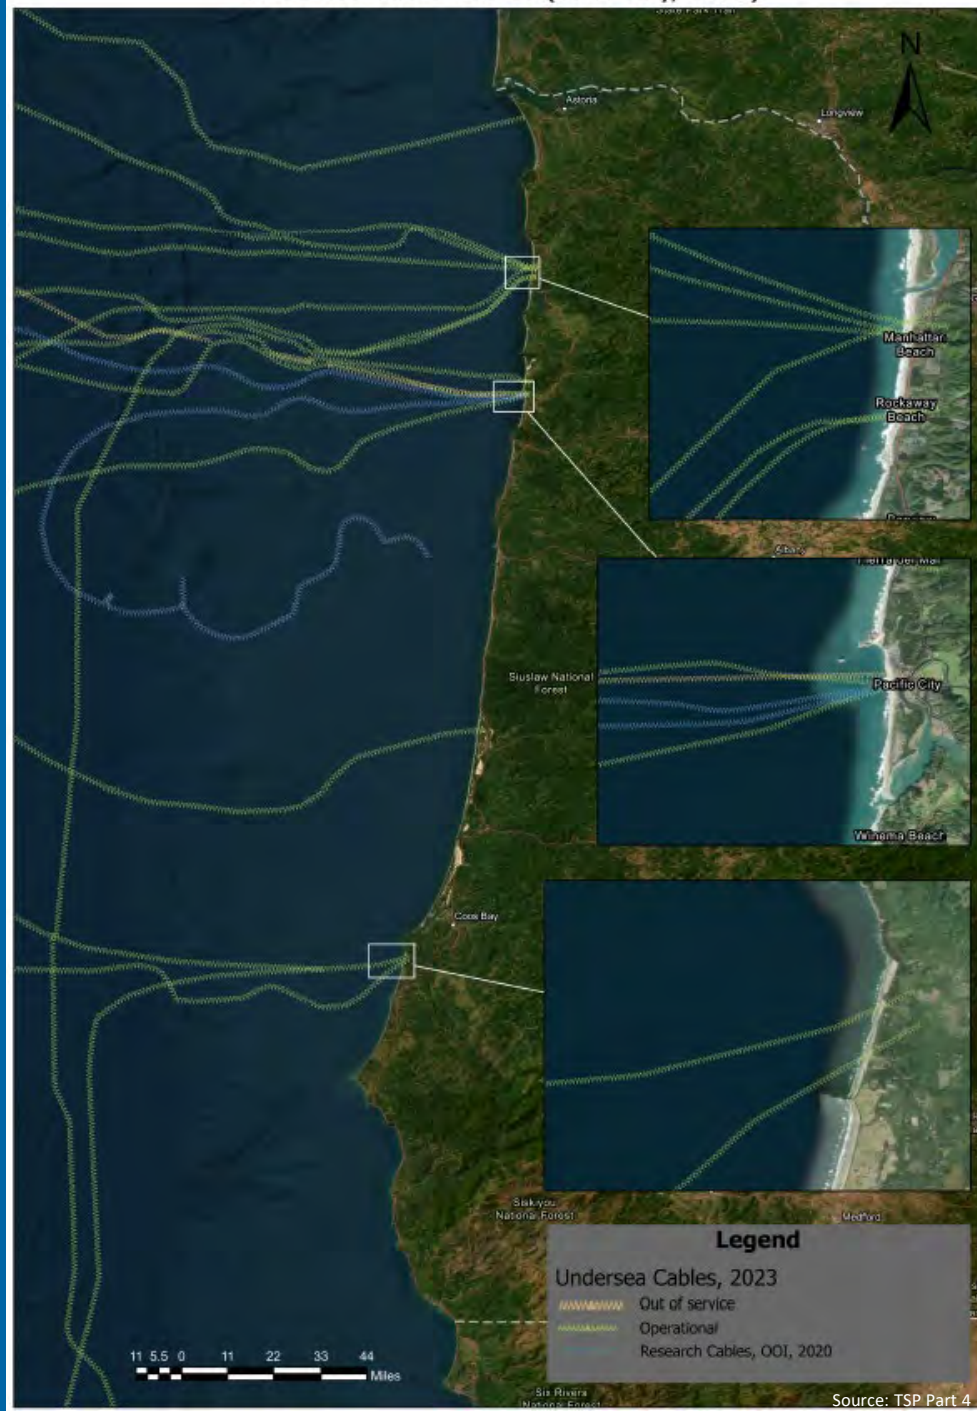 N
Astoria
Longview
Manhattan
Beach
Rockaway
Beach
Pacific City
Winema Beach
Siuslaw National
Forest
Coos Bay
Siskiyou
National Forest
Medford
Legend
Undersea Cables, 2023
Out of service
Operational
Research Cables, OOI, 2020
11 5.5 0 11 22 33 44
Miles
Six Rivers
National Forest
Source: TSP Part 4